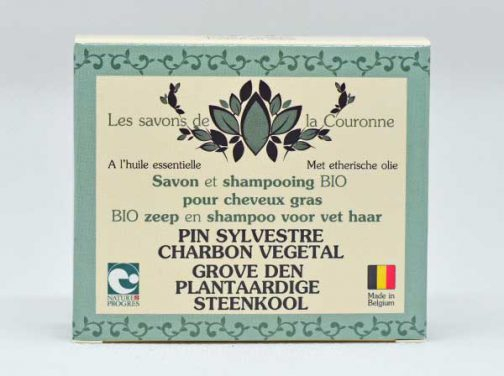 Les savons de la Couronne
A l'huile essentielle Met etherische olie
Savon et shampooing BIO
pour cheveux gras
BIO zeep en shampoo voor vet haar
PIN SYLVESTRE
CHARBON VEGETAL
GROVE DEN
PLANTAARDIGE
STEENKOOL
NATURE
PROGRES
Made in
Belgium